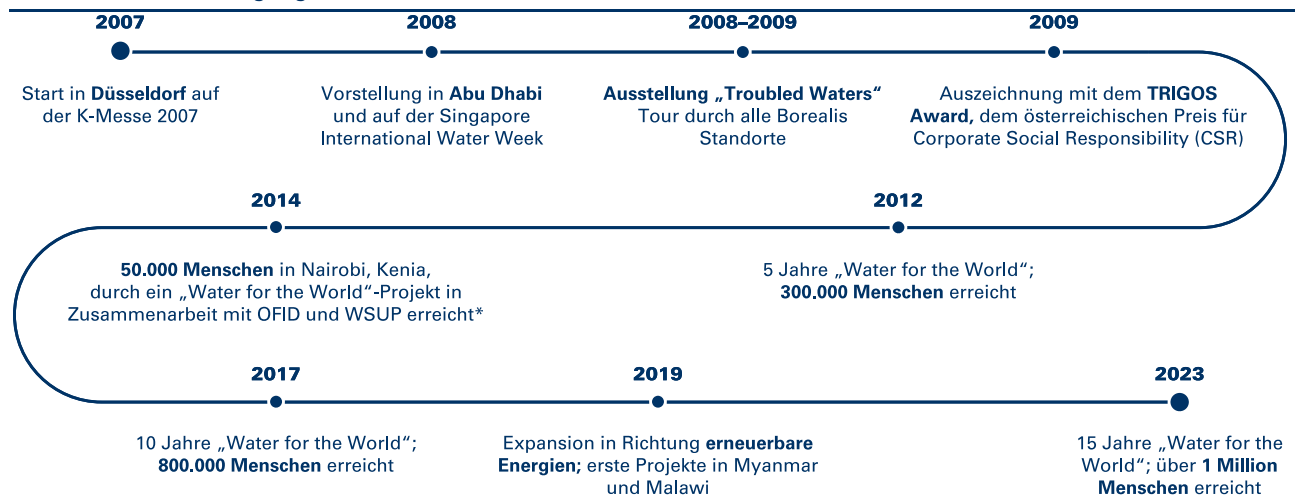 2007
Start in Düsseldorf auf
der K-Messe 2007
2008
Vorstellung in Abu Dhabi
und auf der Singapore
International Water Week
2008–2009
Ausstellung „Troubled Waters“
Tour durch alle Borealis
Standorte
2009
Auszeichnung mit dem TRIGOS
Award, dem österreichischen Preis für
Corporate Social Responsibility (CSR)
2012
5 Jahre „Water for the World“;
300.000 Menschen erreicht
2014
50.000 Menschen in Nairobi, Kenia,
durch ein „Water for the World“-Projekt in
Zusammenarbeit mit OFID und WSUP erreicht*
2017
10 Jahre „Water for the World“;
800.000 Menschen erreicht
2019
Expansion in Richtung erneuerbare
Energien; erste Projekte in Myanmar
und Malawi
2023
15 Jahre „Water for the
World“; über 1 Million
Menschen erreicht